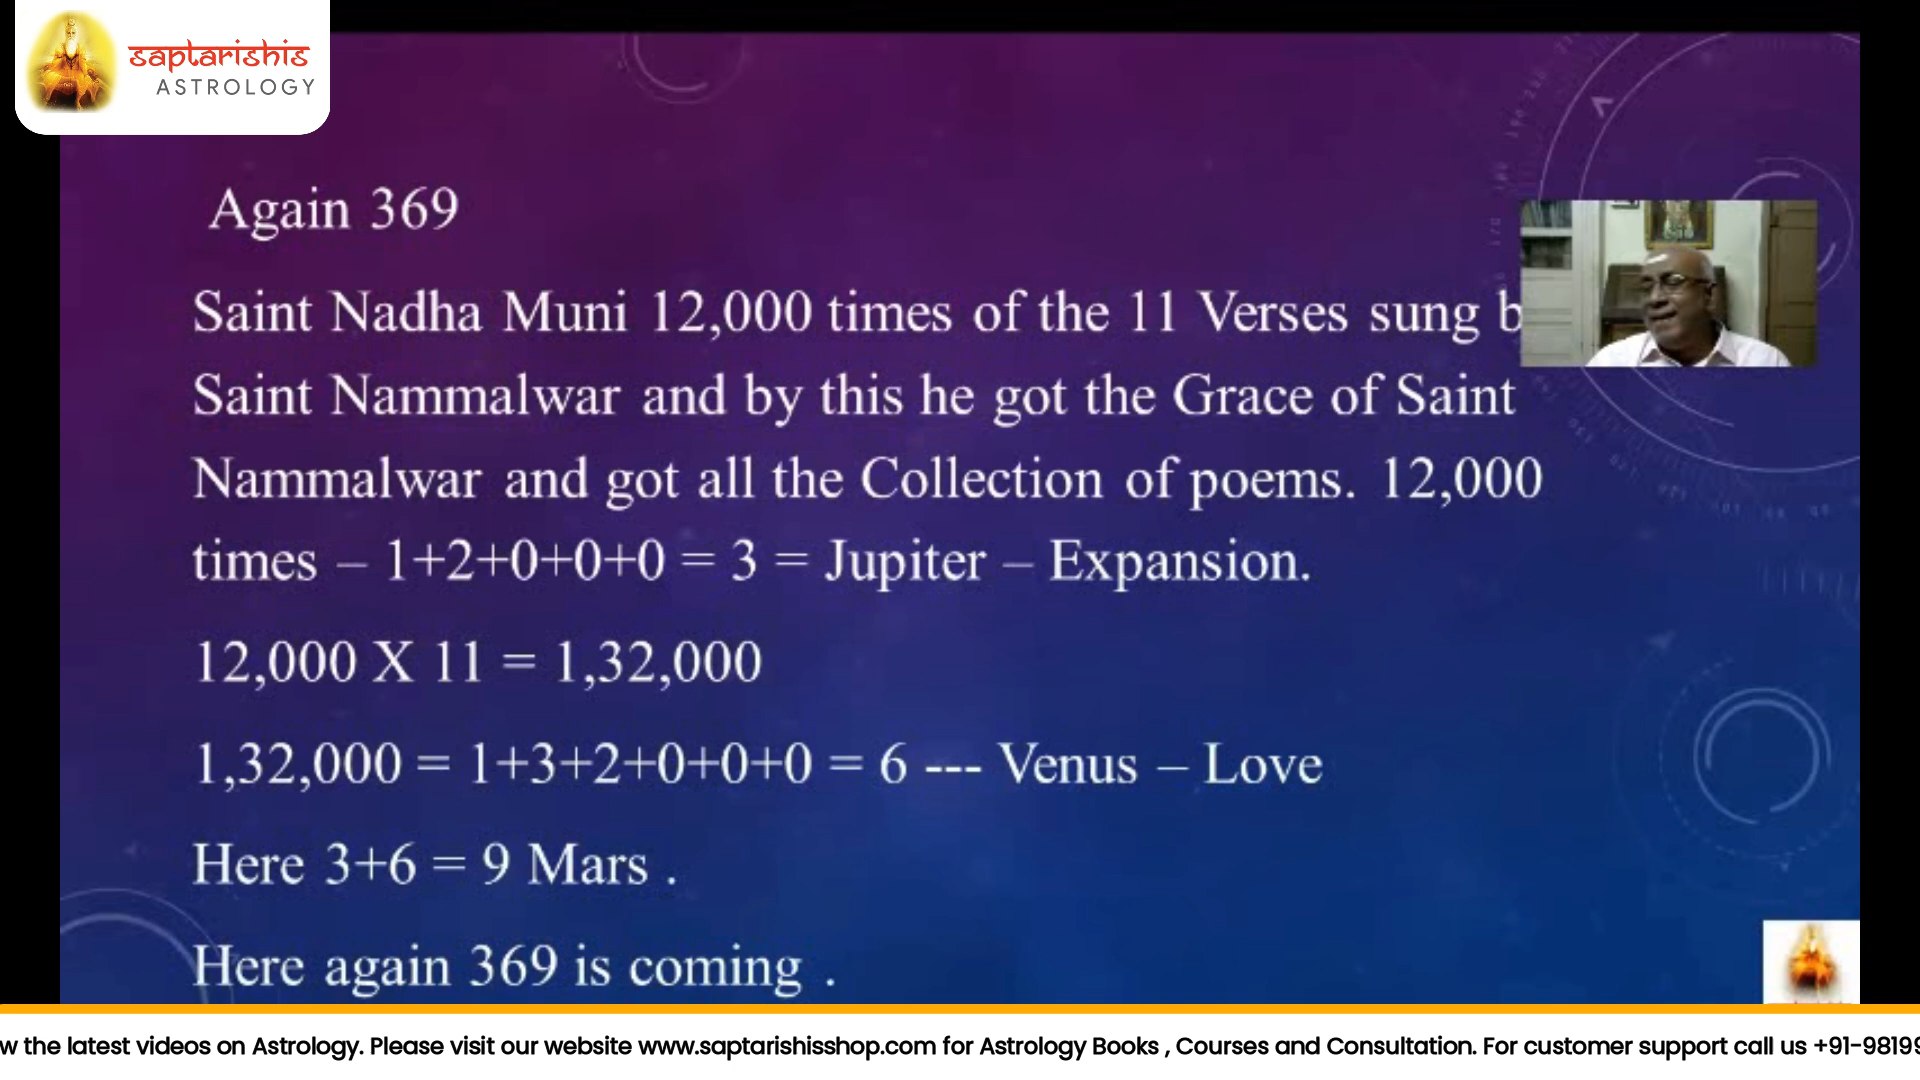 saptarishis
ASTROLOGY
Again 369
Saint Nadha Muni 12,000 times of the 11 Verses sung b
Saint Nammalwar and by this he got the Grace of Saint
Nammalwar and got all the Collection of poems. 12,000
times – 1+2+0+0+0 = 3 = Jupiter – Expansion.
12,000 X 11 = 1,32,000
1,32,000 = 1+3+2+0+0+0 = 6 --- Venus – Love
Here 3+6 = 9 Mars .
Here again 369 is coming .
w the latest videos on Astrology. Please visit our website www.saptarishisshop.com for Astrology Books , Courses and Consultation. For customer support call us +91-98199